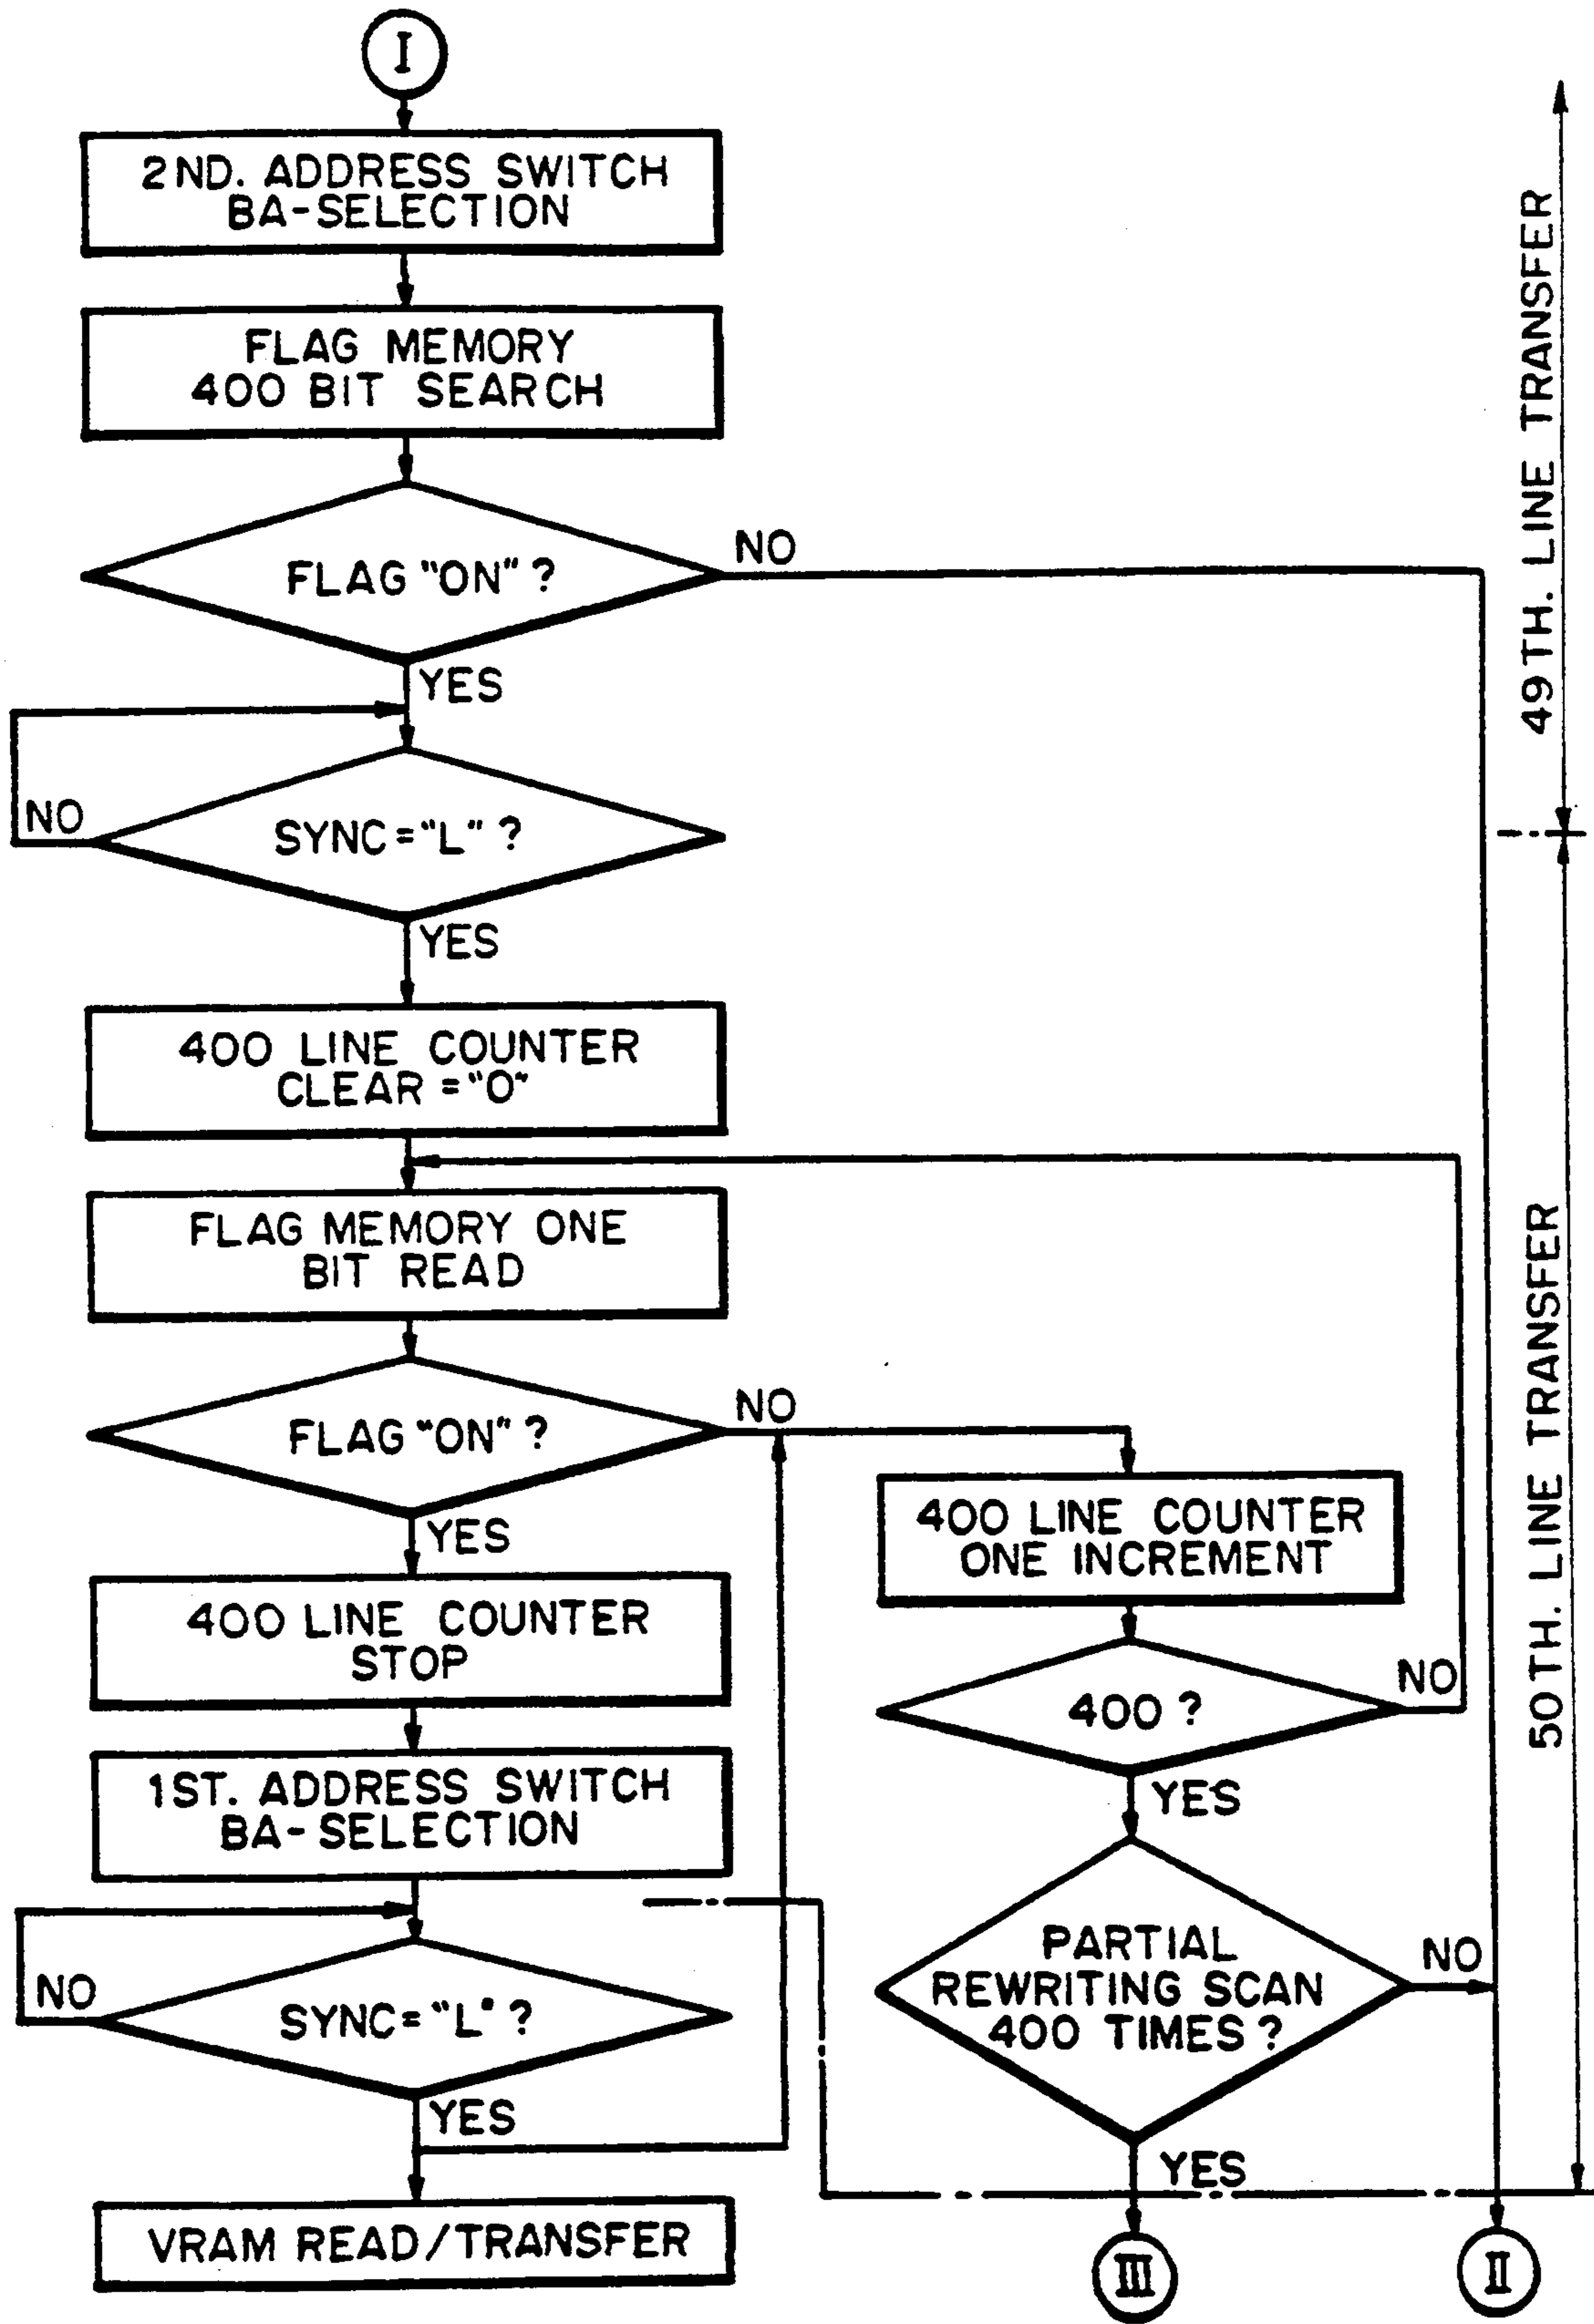 I
2ND. ADDRESS SWITCH
BA-SELECTION
FLAG MEMORY
400 BIT SEARCH
FLAG "ON" ?
NO
YES
SYNC = "L" ?
NO
YES
400 LINE COUNTER
CLEAR = "0"
FLAG MEMORY ONE
BIT READ
FLAG "ON" ?
NO
YES
400 LINE COUNTER
STOP
1ST. ADDRESS SWITCH
BA-SELECTION
SYNC = "L" ?
NO
YES
VRAM READ/TRANSFER
400 LINE COUNTER
ONE INCREMENT
400 ?
NO
YES
PARTIAL
REWRITING SCAN
400 TIMES ?
NO
YES
III
II
49TH. LINE TRANSFER
50TH. LINE TRANSFER